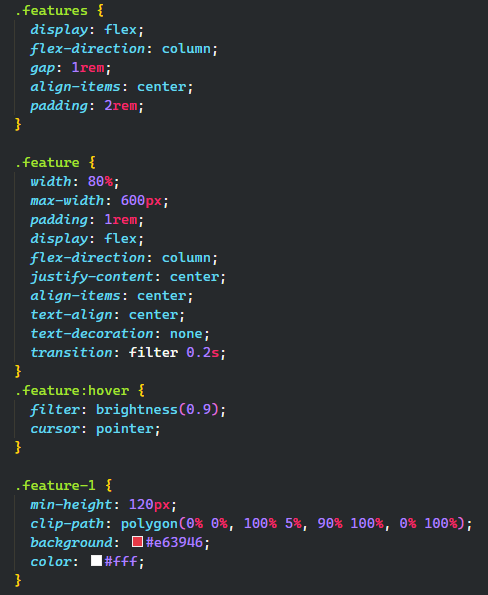 .features {
  display: flex;
  flex-direction: column;
  gap: 1rem;
  align-items: center;
  padding: 2rem;
}

.feature {
  width: 80%;
  max-width: 600px;
  padding: 1rem;
  display: flex;
  flex-direction: column;
  justify-content: center;
  align-items: center;
  text-align: center;
  text-decoration: none;
  transition: filter 0.2s;
}
.feature:hover {
  filter: brightness(0.9);
  cursor: pointer;
}

.feature-1 {
  min-height: 120px;
  clip-path: polygon(0% 0%, 100% 5%, 90% 100%, 0% 100%);
  background: #e63946;
  color: #fff;
}